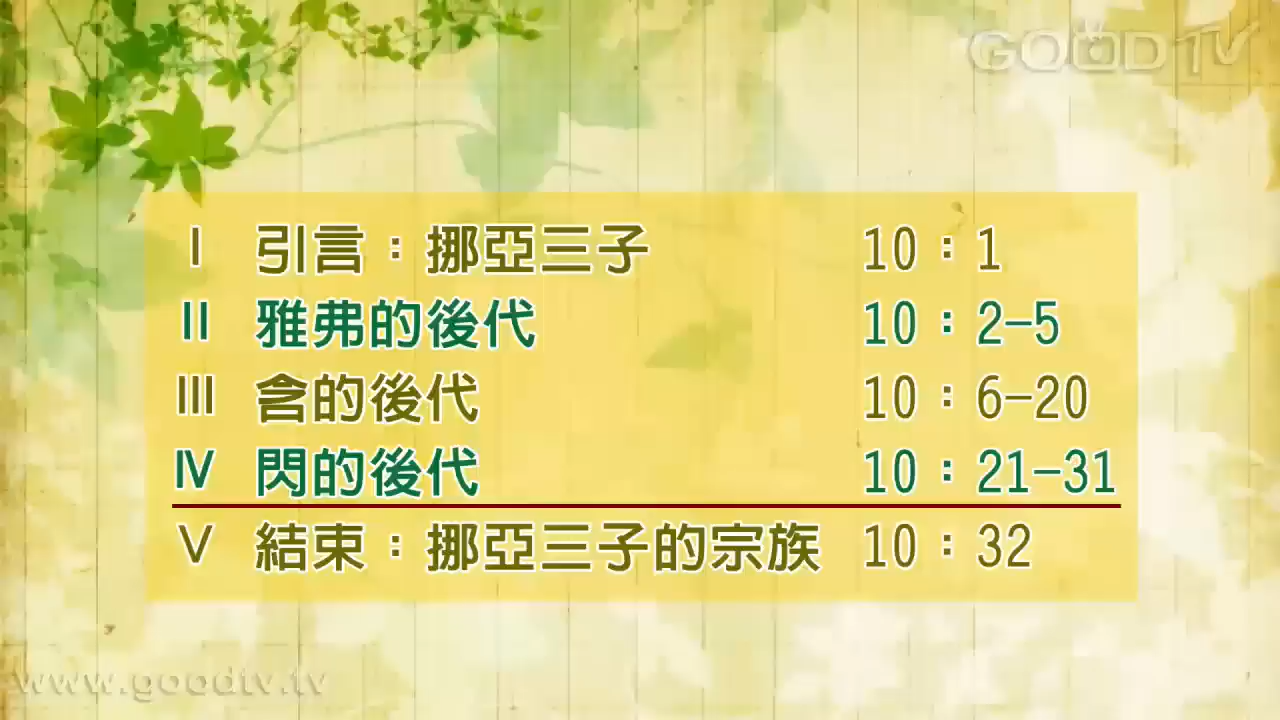 GOOD TV
I 引言：挪亞三子 10：1
II 雅弗的後代 10：2-5
III 含的後代 10：6-20
IV 閃的後代 10：21-31
V 結束：挪亞三子的宗族 10：32
www.goodtv.tv